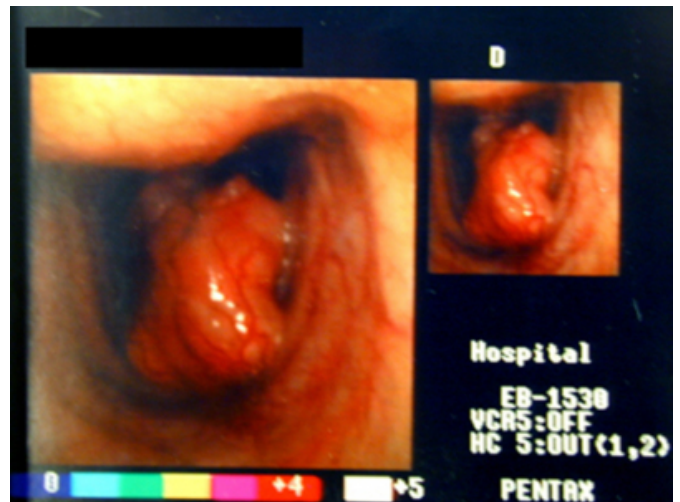 D
Hospital
EB-1530
VCR5:OFF
HC 5:OUT(1,2)
0 +4 +5 PENTAX